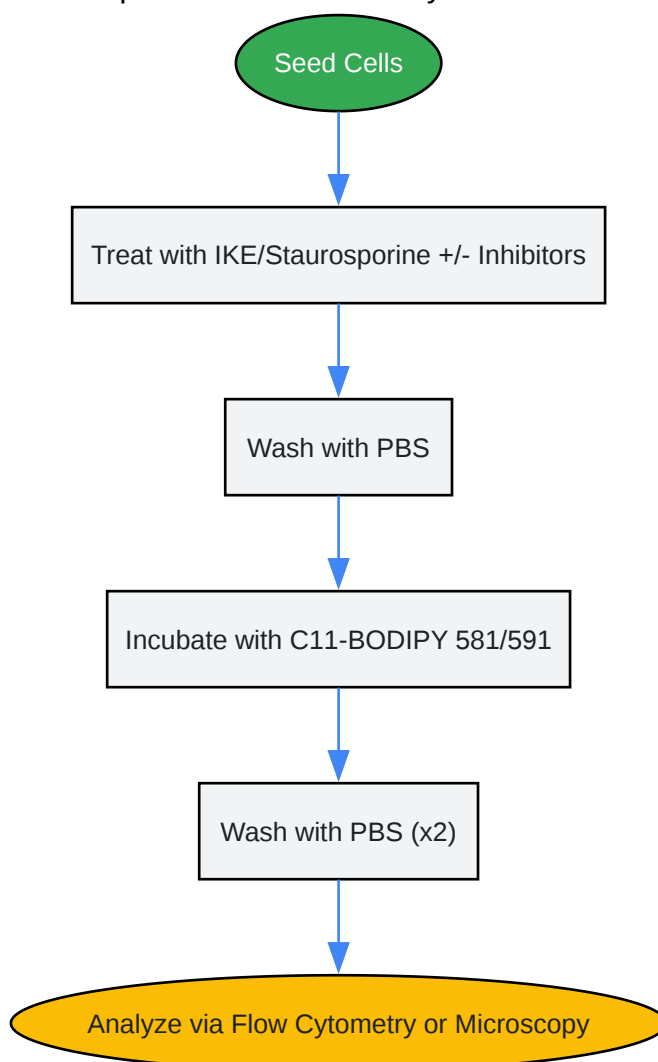 Seed Cells
Treat with IKE/Staurosporine +/- Inhibitors
Wash with PBS
Incubate with C11-BODIPY 581/591
Wash with PBS (x2)
Analyze via Flow Cytometry or Microscopy